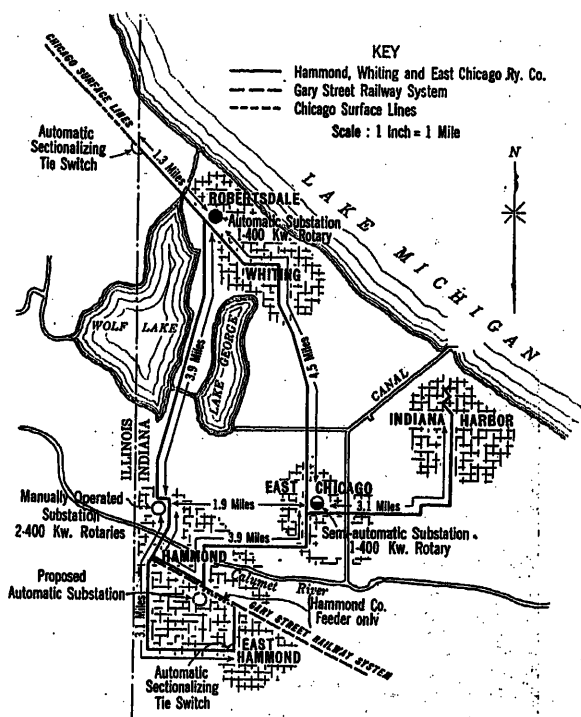 KEY
Hammond, Whiting and East Chicago Ry. Co.
Gary Street Railway System
Chicago Surface Lines
Scale : 1 Inch = 1 Mile
CHICAGO SURFACE LINES
Automatic
Sectionalizing
Tie Switch
1.3 Miles
N
LAKE MICHIGAN
ROBERTSDALE
Automatic Substation
1-400 Kw. Rotary
WHITING
WOLF LAKE
LAKE GEORGE
3.9 Miles
4.5 Miles
CANAL
INDIANA HARBOR
ILLINOIS
INDIANA
EAST CHICAGO
Manually Operated
Substation
2-400 Kw. Rotaries
1.9 Miles
3.1 Miles
Semi-automatic Substation
1-400 Kw. Rotary
3.9 Miles
HAMMOND
Calumet River
Proposed
Automatic Substation
Hammond Co.
Feeder only
3.1 Miles
GARY STREET RAILWAY SYSTEM
EAST
HAMMOND
Automatic
Sectionalizing
Tie Switch